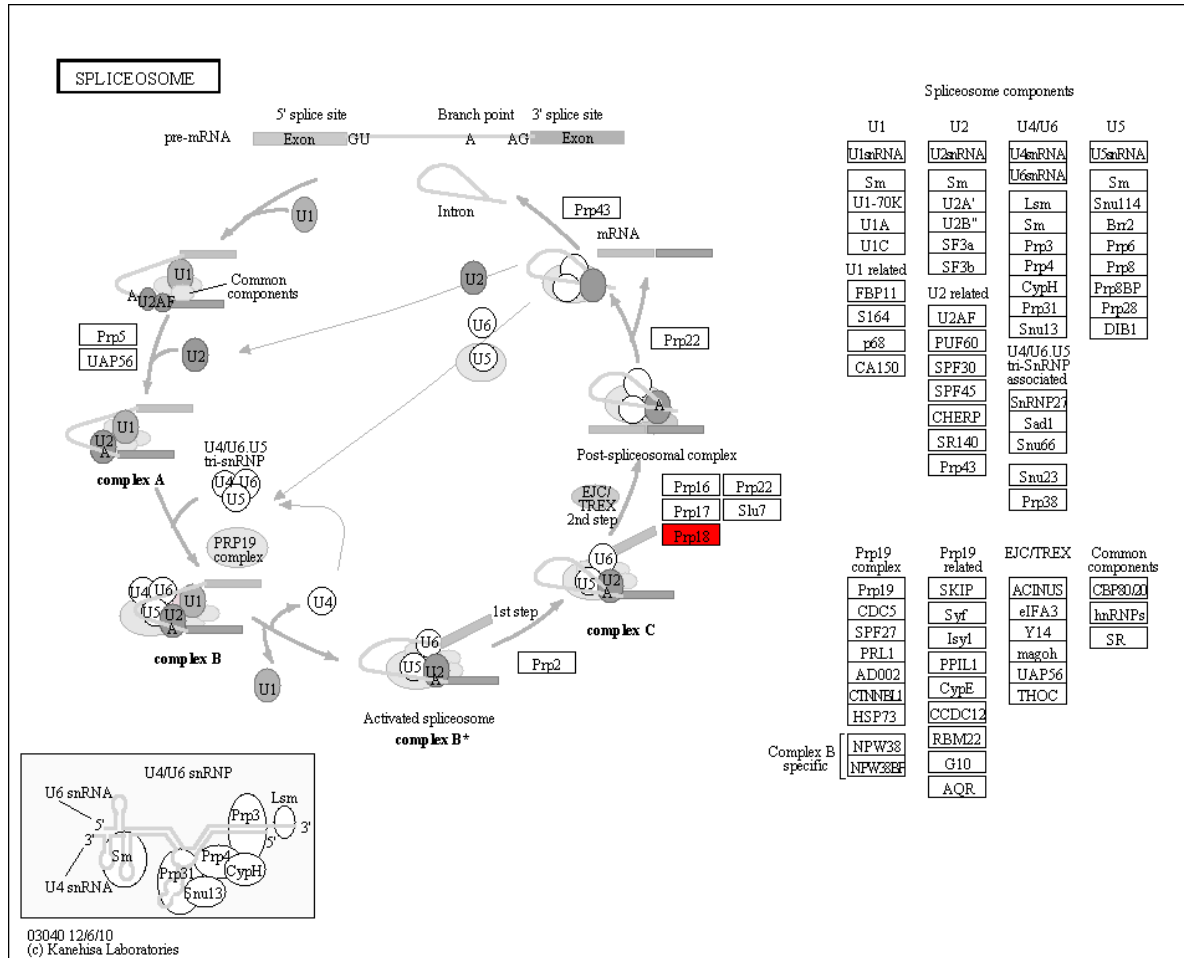 SPLICEOSOME
5' splice site
Branch point
3' splice site
pre-mRNA
Exon
GU
A
AG
Exon
Intron
Prp43
mRNA
U1
U1
A
U2AF
Common
components
Prp5
UAP56
U2
U2
U6
U5
Prp22
U1
U2
A
complex A
U4/U6.U5
tri-snRNP
U4
U6
U5
A
Post-spliceosomal complex
EJC/
TREX
2nd step
Prp16
Prp22
Prp17
Slu7
Prp18
PRP19
complex
U4
U6
U5
U2
U1
A
complex B
U4
U1
U6
U5
U2
A
1st step
Prp2
Activated spliceosome
complex B*
U6
U5
U2
A
complex C
Spliceosome components
U1
U1snRNA
Sm
U1-70K
U1A
U1C
U1 related
FBP11
S164
p68
CA150
U2
U2snRNA
Sm
U2A'
U2B"
SF3a
SF3b
U2 related
U2AF
PUF60
SPF30
SPF45
CHERP
SR140
Prp43
U4/U6
U4snRNA
U6snRNA
Lsm
Sm
Prp3
Prp4
CypH
Prp31
Snu13
U4/U6.U5
tri-SnRNP
associated
SnRNP27
Sad1
Snu66
Snu23
Prp38
U5
U5snRNA
Sm
Snu114
Brr2
Prp6
Prp8
Prp8BP
Prp28
DIB1
Prp19
complex
Prp19
CDC5
SPF27
PRL1
AD002
CTNNBL1
HSP73
Complex B
specific
NPW38
NPW38BP
Prp19
related
SKIP
Syf
Isy1
PPIL1
CypE
CCDC12
RBM22
G10
AQR
EJC/TREX
ACINUS
eIFA3
Y14
magoh
UAP56
THOC
Common
components
CBP80/20
hnRNPs
SR
U4/U6 snRNP
U6 snRNA
5'
3'
U4 snRNA
Sm
Prp31
Snu13
Prp4
CypH
Prp3
Lsm
3'
5'
03040 12/6/10
(c) Kanehisa Laboratories